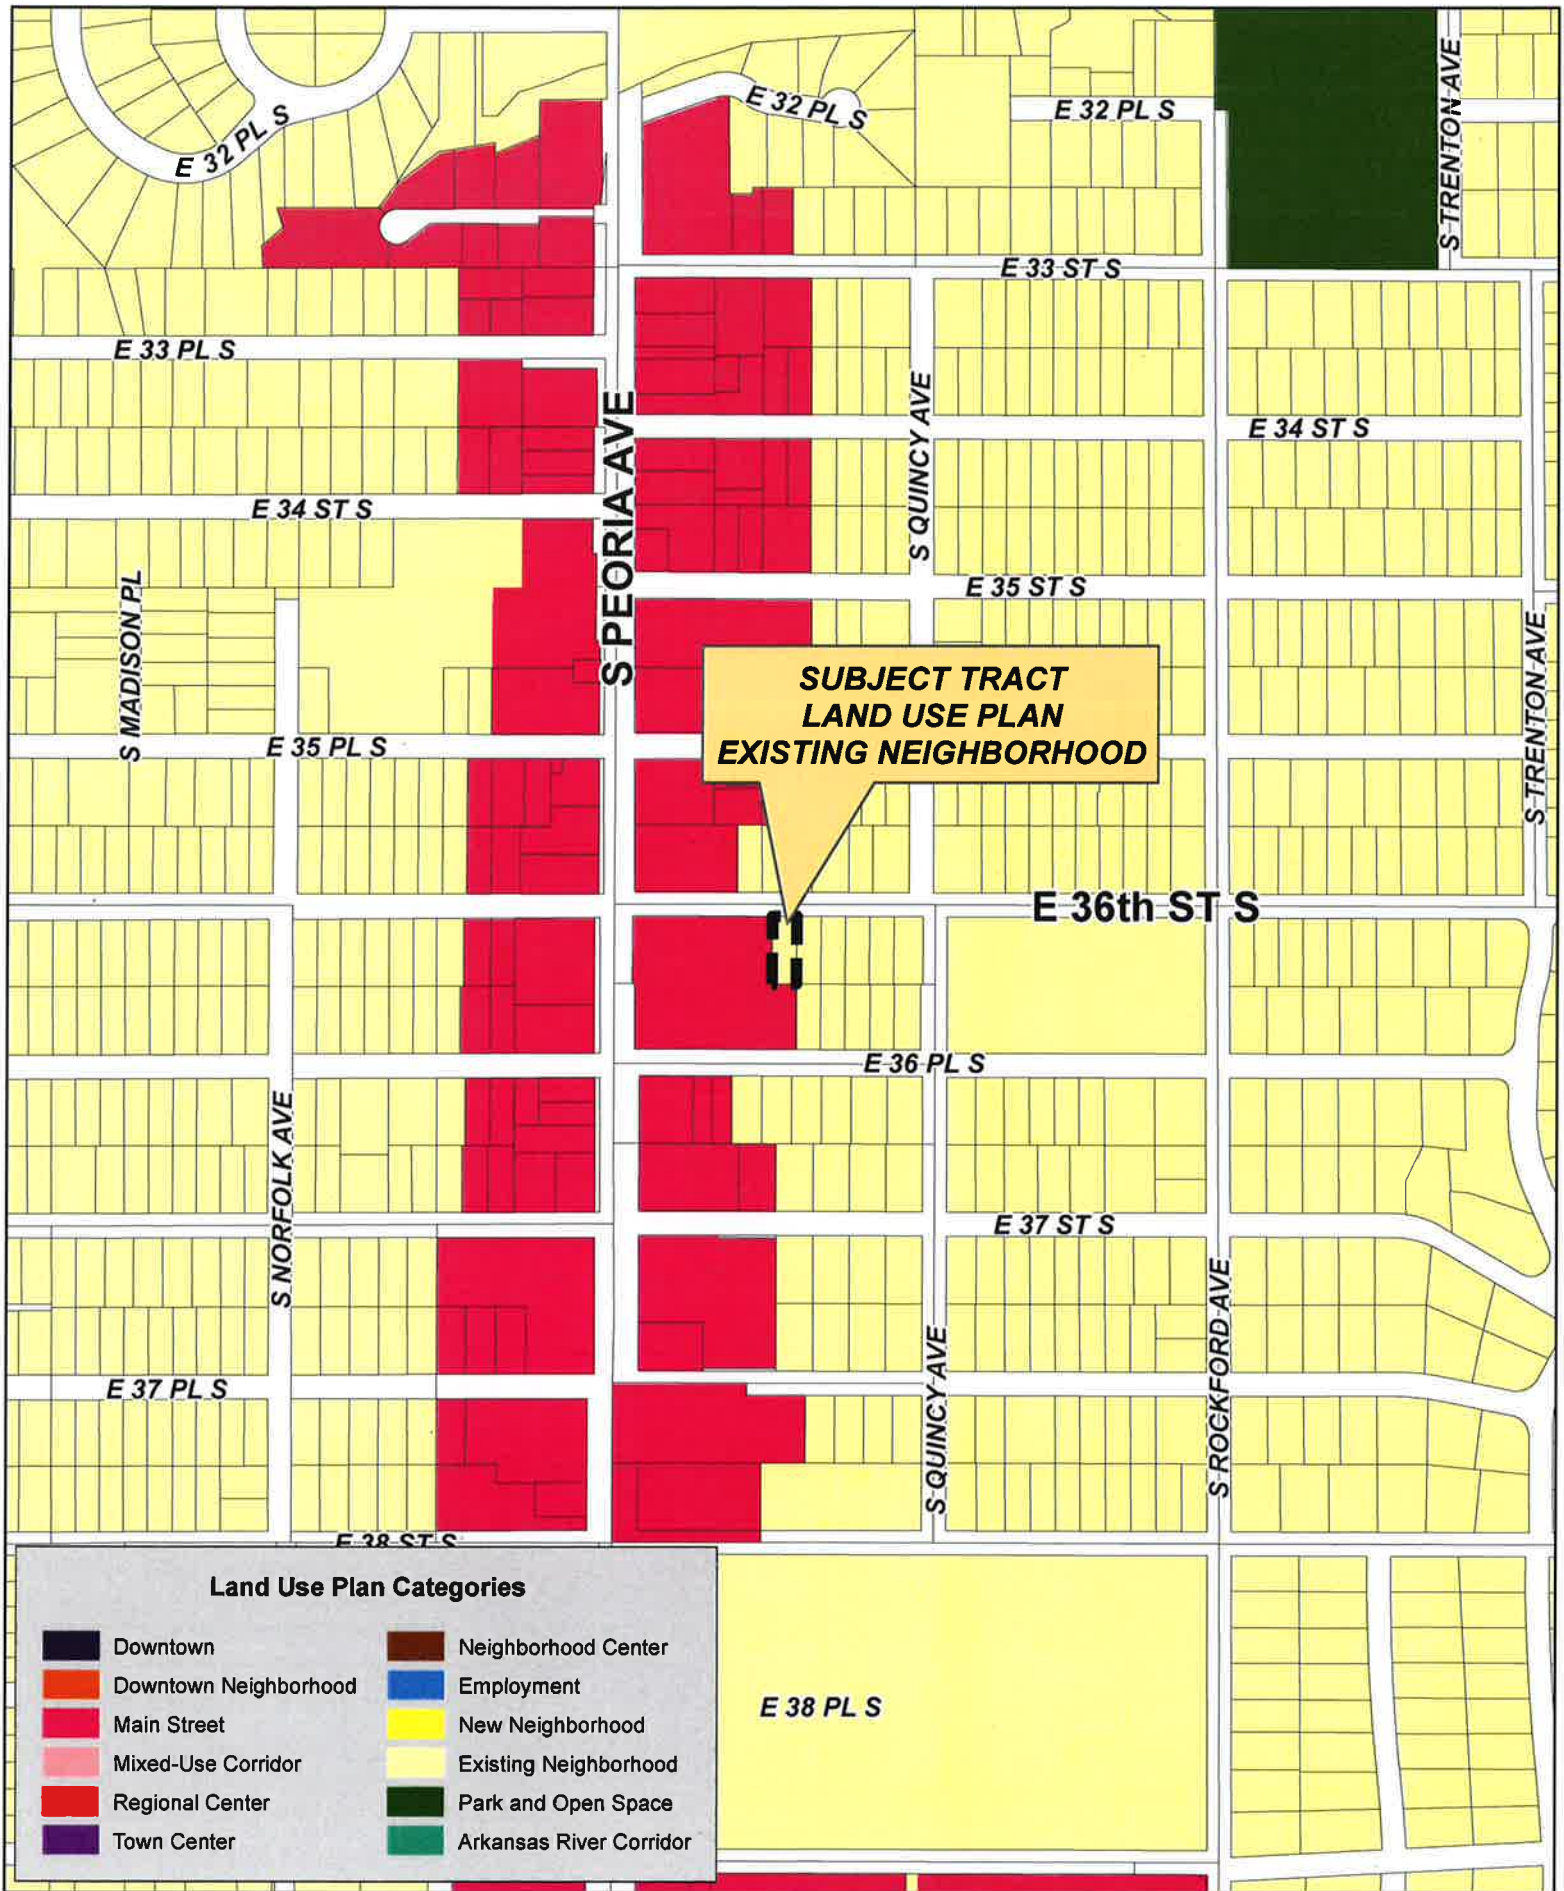 E 32 PL S
E 32 PL S
E 32 PL S
S TRENTON AVE
E 33 ST S
E 33 PL S
S PEORIA AVE
S QUINCY AVE
E 34 ST S
E 34 ST S
S MADISON PL
E 35 ST S
S TRENTON AVE
SUBJECT TRACT
LAND USE PLAN
EXISTING NEIGHBORHOOD
E 35 PL S
E 36th ST S
E 36 PL S
S NORFOLK AVE
E 37 ST S
S ROCKFORD AVE
S QUINCY AVE
E 37 PL S
E 38 ST S
Land Use Plan Categories
Downtown
Downtown Neighborhood
Main Street
Mixed-Use Corridor
Regional Center
Town Center
Neighborhood Center
Employment
New Neighborhood
Existing Neighborhood
Park and Open Space
Arkansas River Corridor
E 38 PL S